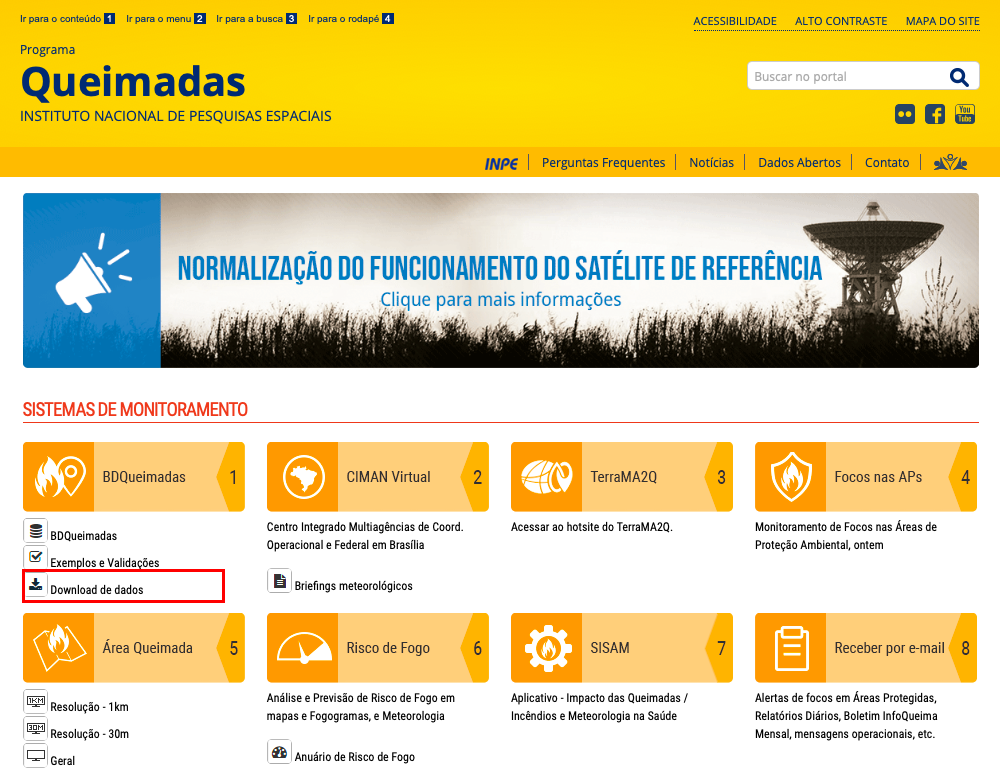 Ir para o conteúdo 1 Ir para o menu 2 Ir para a busca 3 Ir para o rodapé 4
ACESSIBILIDADE ALTO CONTRASTE MAPA DO SITE
Programa
Queimadas
INSTITUTO NACIONAL DE PESQUISAS ESPACIAIS
Buscar no portal
You Tube
INPE Perguntas Frequentes Notícias Dados Abertos Contato
NORMALIZAÇÃO DO FUNCIONAMENTO DO SATÉLITE DE REFERÊNCIA
Clique para mais informações
SISTEMAS DE MONITORAMENTO
BDQueimadas 1
BDQueimadas
Exemplos e Validações
Download de dados
CIMAN Virtual 2
Centro Integrado Multiagências de Coord.
Operacional e Federal em Brasília
Briefings meteorológicos
TerraMA2Q 3
Acessar ao hotsite do TerraMA2Q.
Focos nas APs 4
Monitoramento de Focos nas Áreas de
Proteção Ambiental, ontem
Área Queimada 5
1KM Resolução - 1km
30M Resolução - 30m
Geral
Risco de Fogo 6
Análise e Previsão de Risco de Fogo em
mapas e Fogogramas, e Meteorologia
Anuário de Risco de Fogo
SISAM 7
Aplicativo - Impacto das Queimadas /
Incêndios e Meteorologia na Saúde
Receber por e-mail 8
Alertas de focos em Áreas Protegidas,
Relatórios Diários, Boletim InfoQueima
Mensal, mensagens operacionais, etc.